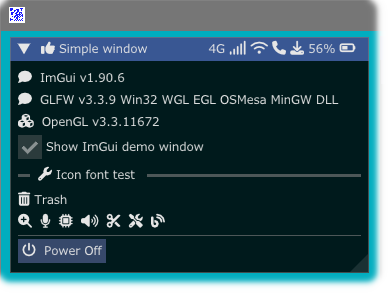 Simple window 4G 56%
ImGui v1.90.6
GLFW v3.3.9 Win32 WGL EGL OSMesa MinGW DLL
OpenGL v3.3.11672
Show ImGui demo window
Icon font test
Trash
Power Off